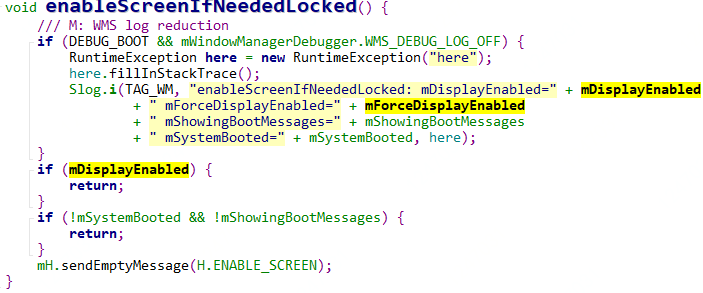 void enableScreenIfNeededLocked() {
/// M: WMS log reduction
if (DEBUG_BOOT && mWindowManagerDebugger.WMS_DEBUG_LOG_OFF) {
RuntimeException here = new RuntimeException("here");
here.fillInStackTrace();
Slog.i(TAG_WM, "enableScreenIfNeededLocked: mDisplayEnabled=" + mDisplayEnabled
+ " mForceDisplayEnabled=" + mForceDisplayEnabled
+ " mShowingBootMessages=" + mShowingBootMessages
+ " mSystemBooted=" + mSystemBooted, here);
}
if (mDisplayEnabled) {
return;
}
if (!mSystemBooted && !mShowingBootMessages) {
return;
}
mH.sendEmptyMessage(H.ENABLE_SCREEN);
}